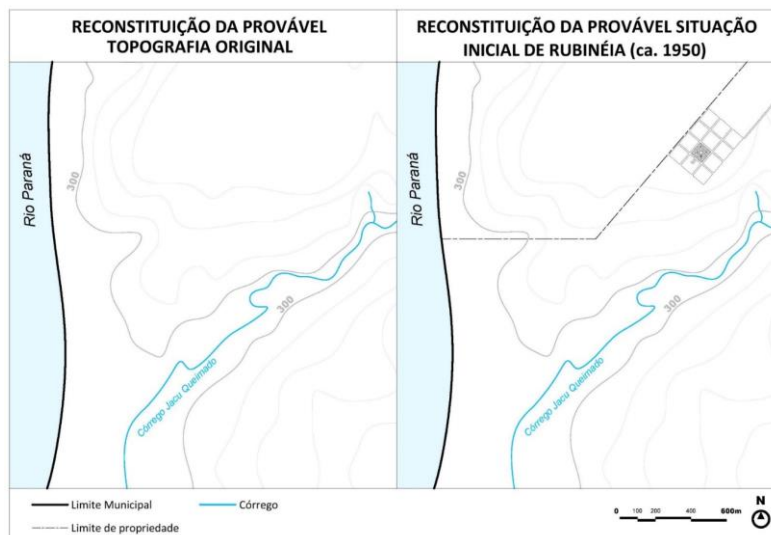 RECONSTITUIÇÃO DA PROVÁVEL
TOPOGRAFIA ORIGINAL
Rio Paraná
300
300
Córrego Jacu Queimado
RECONSTITUIÇÃO DA PROVÁVEL SITUAÇÃO
INICIAL DE RUBINÉIA (ca. 1950)
Rio Paraná
300
300
Córrego Jacu Queimado
Limite Municipal
Córrego
Limite de propriedade
0 100 200 400 600m
N